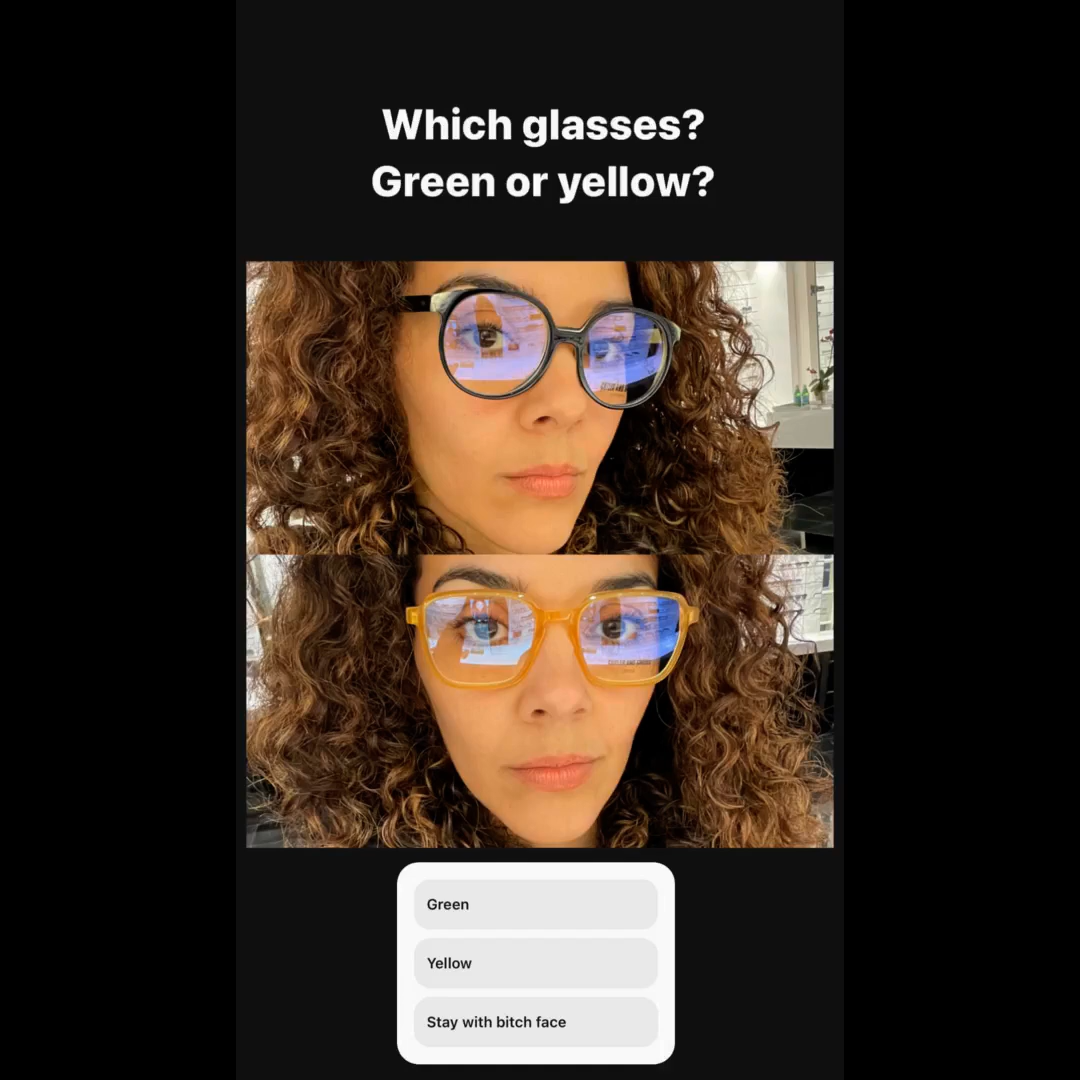 Which glasses?
Green or yellow?
Green
Yellow
Stay with bitch face